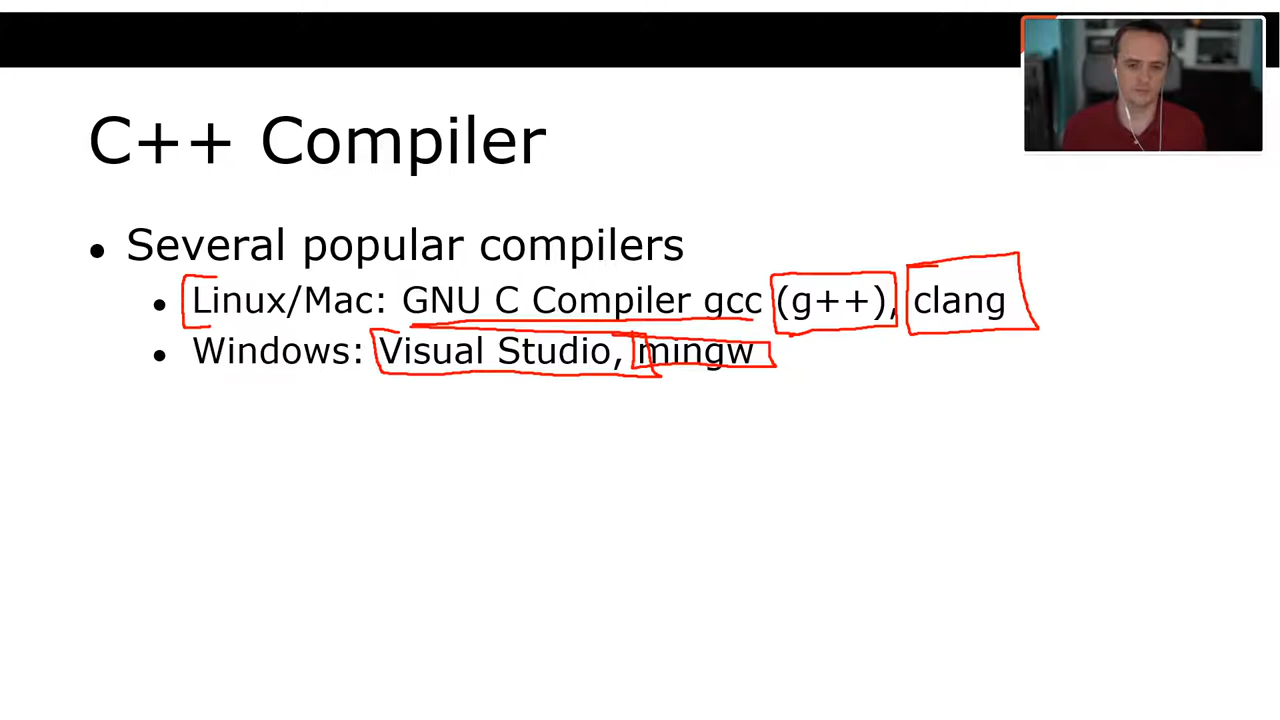 C++ Compiler
• Several popular compilers
• Linux/Mac: GNU C Compiler gcc (g++), clang
• Windows: Visual Studio, mingw